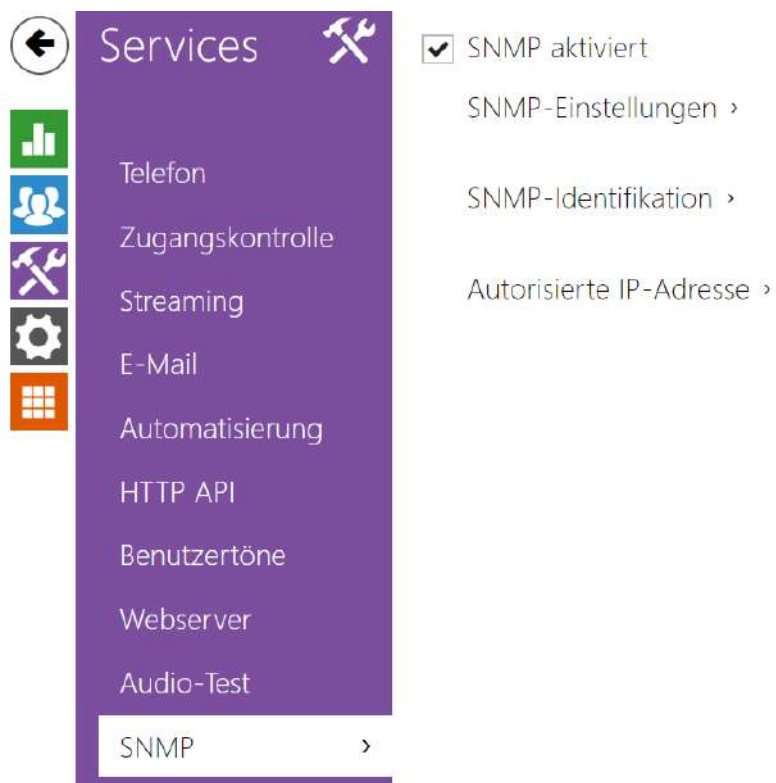 Services
Telefon
Zugangskontrolle
Streaming
E-Mail
Automatisierung
HTTP API
Benutzertöne
Webserver
Audio-Test
SNMP
SNMP aktiviert
SNMP-Einstellungen
SNMP-Identifikation
Autorisierte IP-Adresse